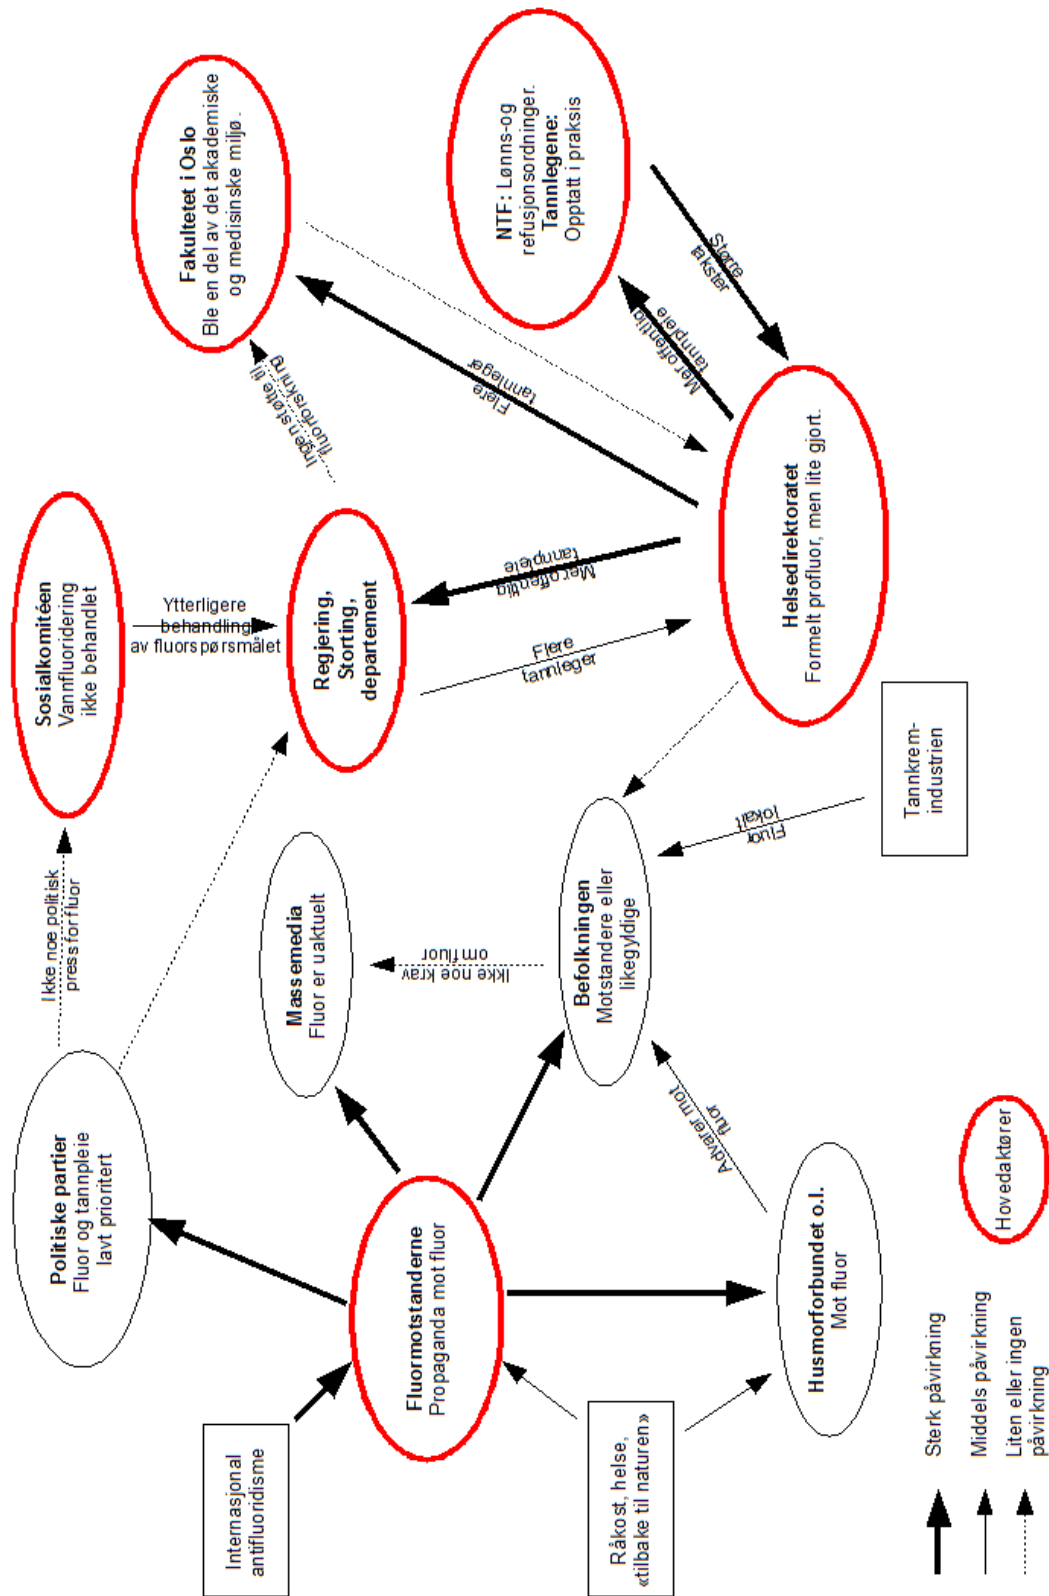 Internasjonal
antifluoridisme
Råkost, helse,
«tilbake til naturen»
Politiske partier
Fluor og tannpleie
lavt prioritert
Fluormotstanderne
Propaganda mot fluor
Husmorforbundet o.l.
Mot fluor
Ikke noe politisk
press for fluor
Massemedia
Fluor er uaktuelt
Ikke noe krav
om fluor
Befolkningen
Motstandere eller
likegyldige
Advarer mot
fluor
Fluor
lokalt
Tannkrem-
industrien
Sosialkomitéen
Vannfluoridering
ikke behandlet
Ytterligere
behandling
av fluorspørsmålet
Regjering,
Storting,
departement
Flere
tannleger
Mer offentlig
tannpleie
Helsedirektoratet
Formelt profluor, men lite gjort.
Ingen støtte til
fluorforskning
Flere
tannleger
Mer offentlig
tannpleie
Større
takster
Fakultetet i Oslo
Ble en del av det akademiske
og medisinske miljø.
NTF: Lønns-og
refusjonsordninger.
Tannlegene:
Opptatt i praksis
Sterk påvirkning
Middels påvirkning
Liten eller ingen
påvirkning
Hovedaktører